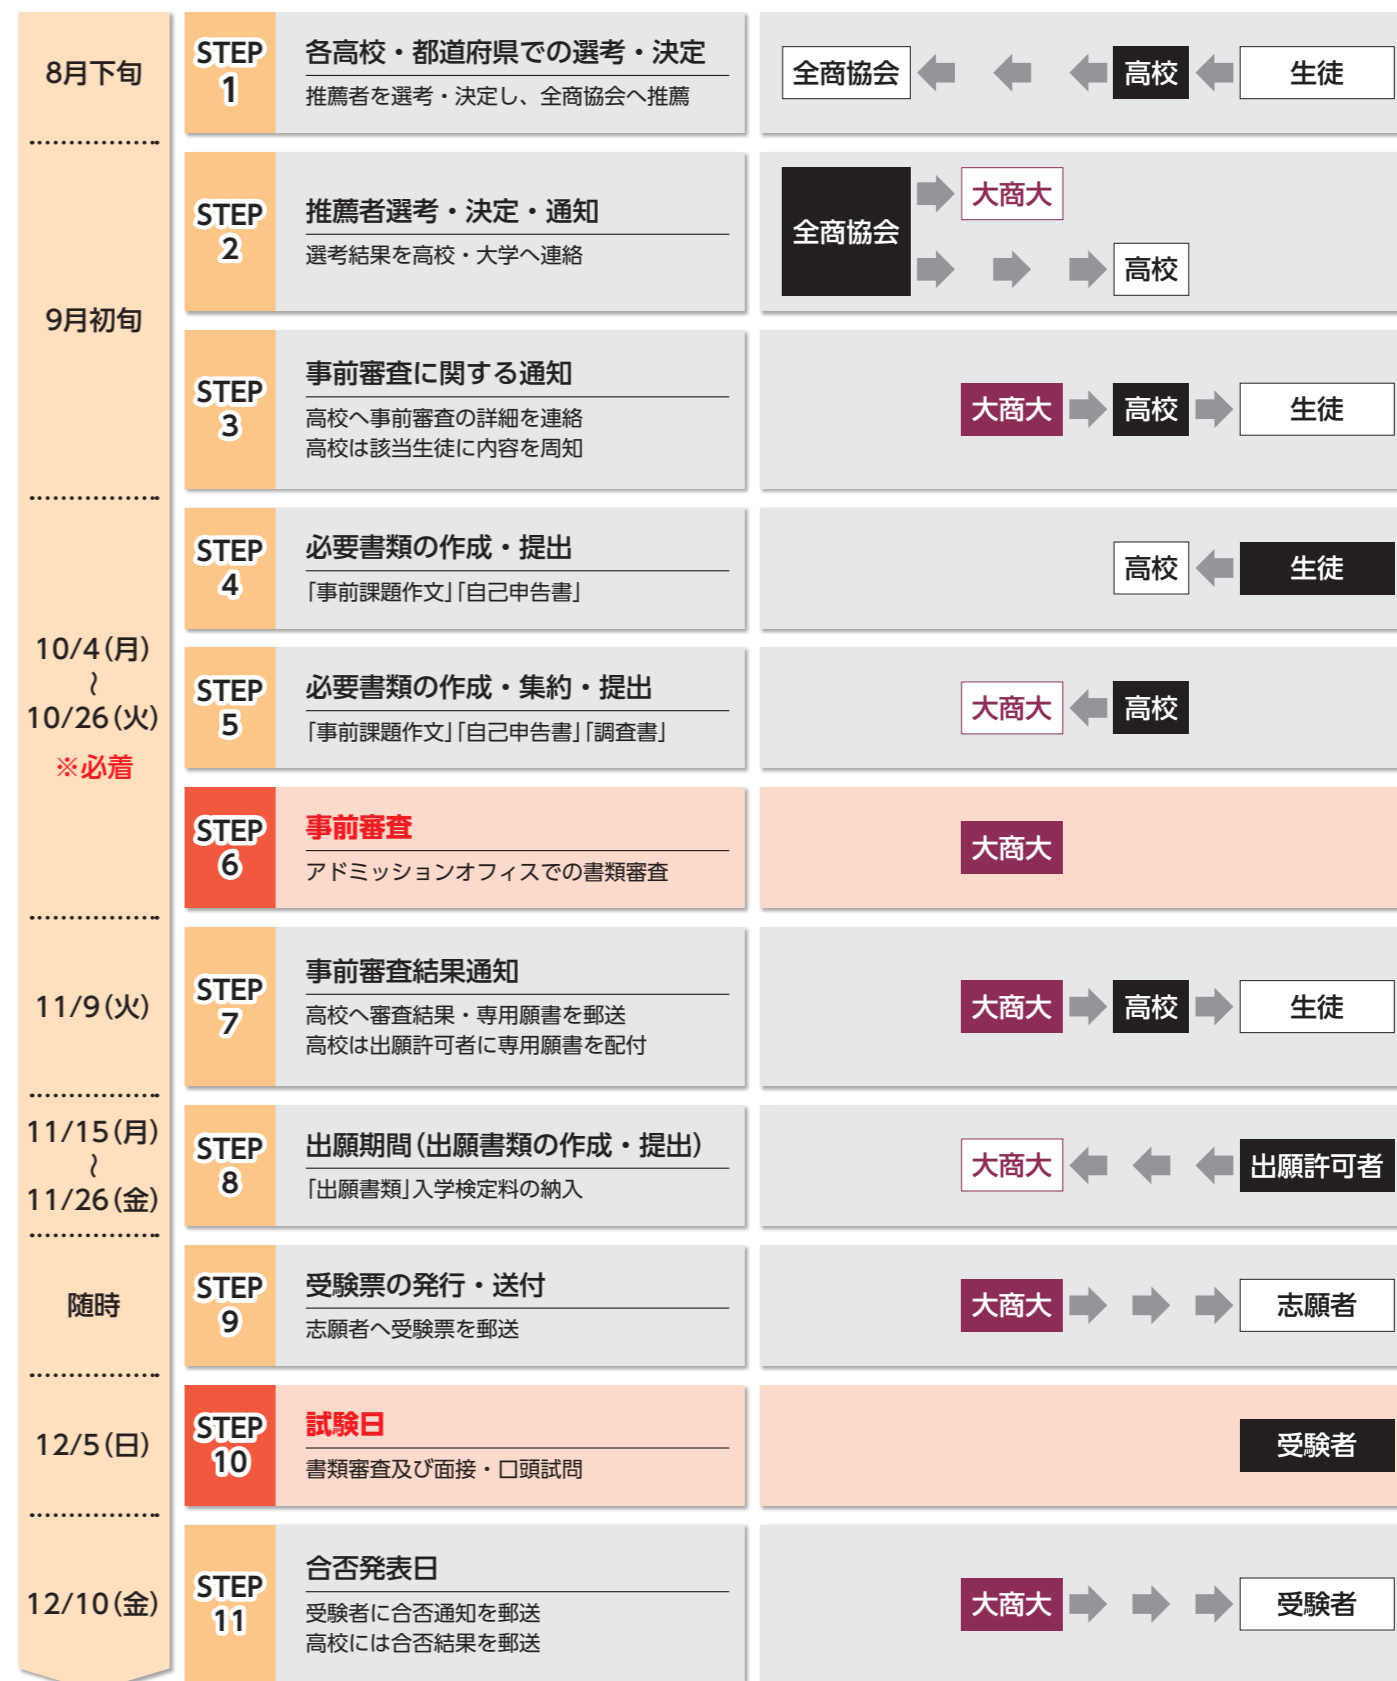 8月下旬
STEP
1
各高校・都道府県での選考・決定
推薦者を選考・決定し、全商協会へ推薦
全商協会 高校 生徒
9月初旬
STEP
2
推薦者選考・決定・通知
選考結果を高校・大学へ連絡
全商協会
大商大
高校
STEP
3
事前審査に関する通知
高校へ事前審査の詳細を連絡
高校は該当生徒に内容を周知
大商大 高校 生徒
10/4(月)
〜
10/26(火)
※必着
STEP
4
必要書類の作成・提出
「事前課題作文」「自己申告書」
高校 生徒
STEP
5
必要書類の作成・集約・提出
「事前課題作文」「自己申告書」「調査書」
大商大 高校
STEP
6
事前審査
アドミッションオフィスでの書類審査
大商大
11/9(火)
STEP
7
事前審査結果通知
高校へ審査結果・専用願書を郵送
高校は出願許可者に専用願書を配付
大商大 高校 生徒
11/15(月)
〜
11/26(金)
STEP
8
出願期間(出願書類の作成・提出)
「出願書類」入学検定料の納入
大商大 出願許可者
随時
STEP
9
受験票の発行・送付
志願者へ受験票を郵送
大商大 志願者
12/5(日)
STEP
10
試験日
書類審査及び面接・口頭試問
受験者
12/10(金)
STEP
11
合否発表日
受験者に合否通知を郵送
高校には合否結果を郵送
大商大 受験者